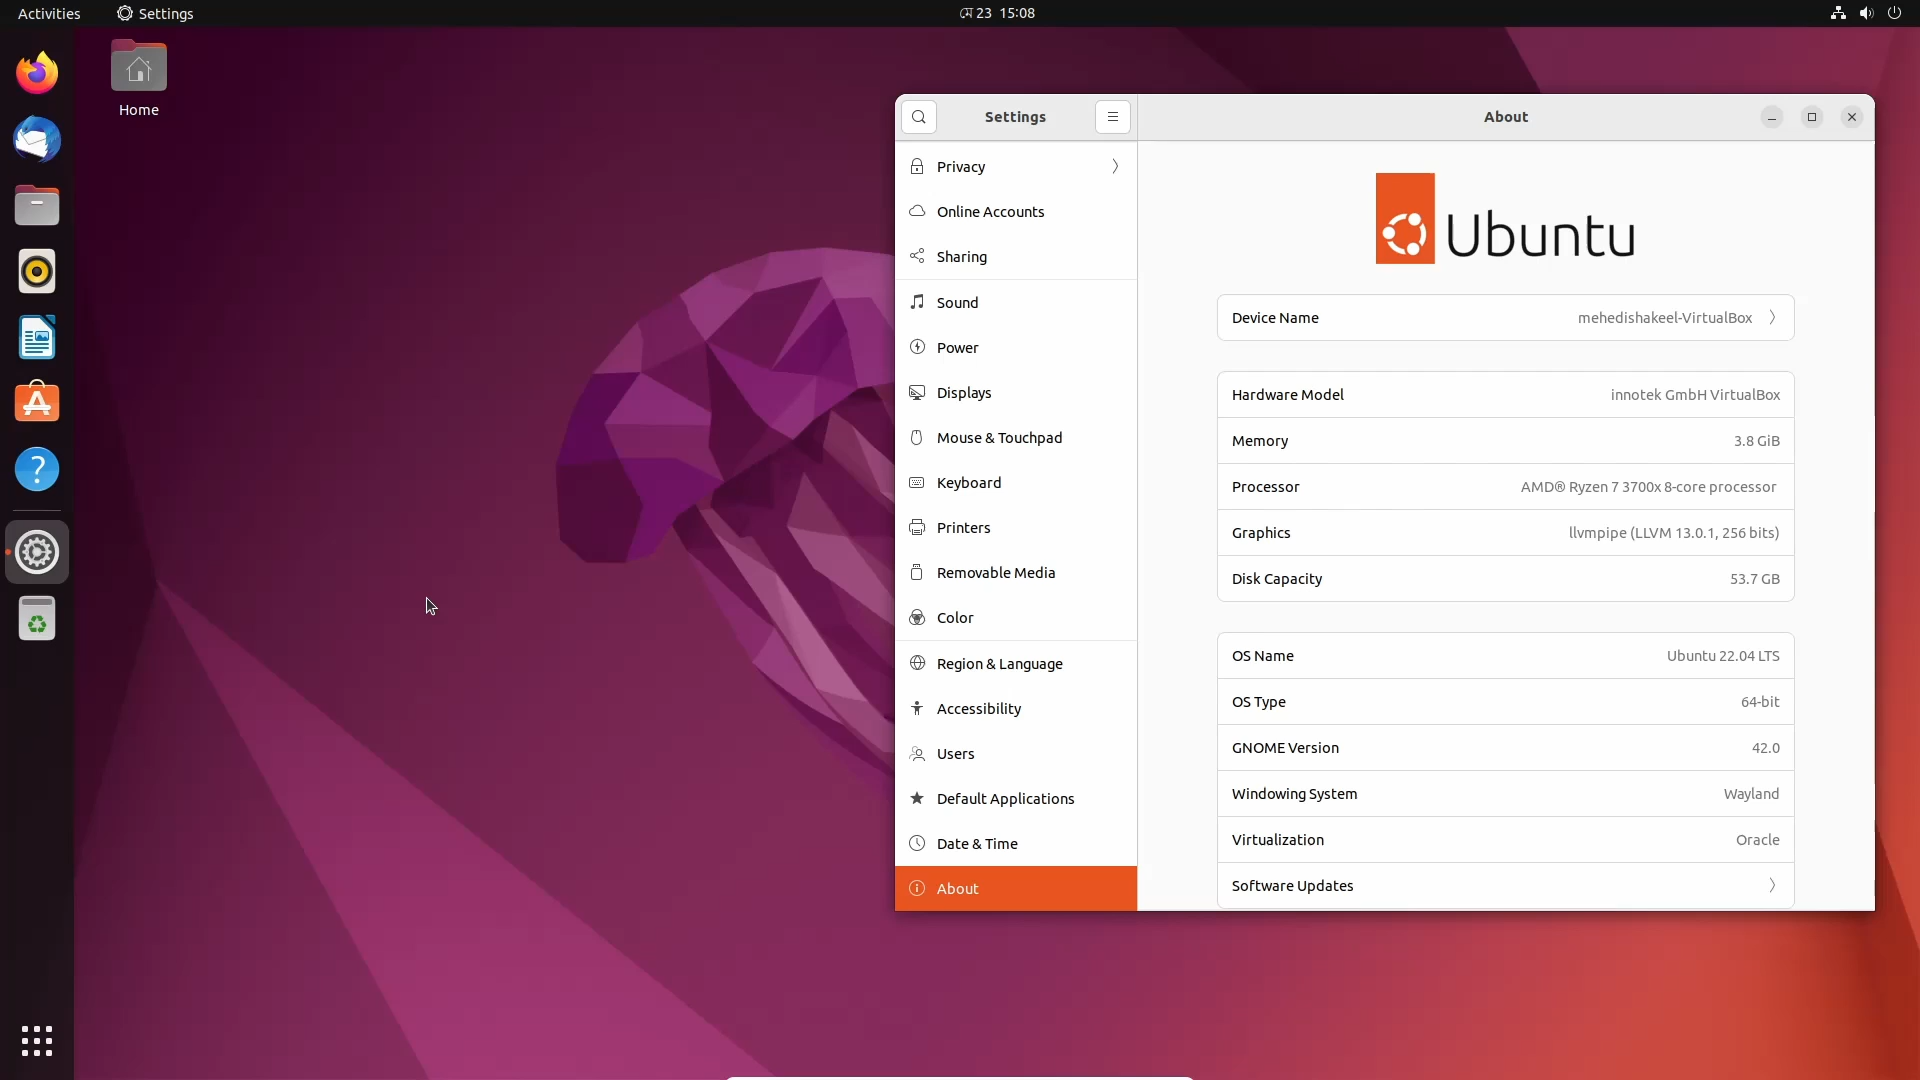 Activities
Settings
23 15:08
Home
Settings
About
Privacy
Online Accounts
Sharing
Sound
Power
Displays
Mouse & Touchpad
Keyboard
Printers
Removable Media
Color
Region & Language
Accessibility
Users
Default Applications
Date & Time
About
Ubuntu
Device Name mehedishakeel-VirtualBox
Hardware Model innotek GmbH VirtualBox
Memory 3.8 GiB
Processor AMD® Ryzen 7 3700x 8-core processor
Graphics llvmpipe (LLVM 13.0.1, 256 bits)
Disk Capacity 53.7 GB
OS Name Ubuntu 22.04 LTS
OS Type 64-bit
GNOME Version 42.0
Windowing System Wayland
Virtualization Oracle
Software Updates